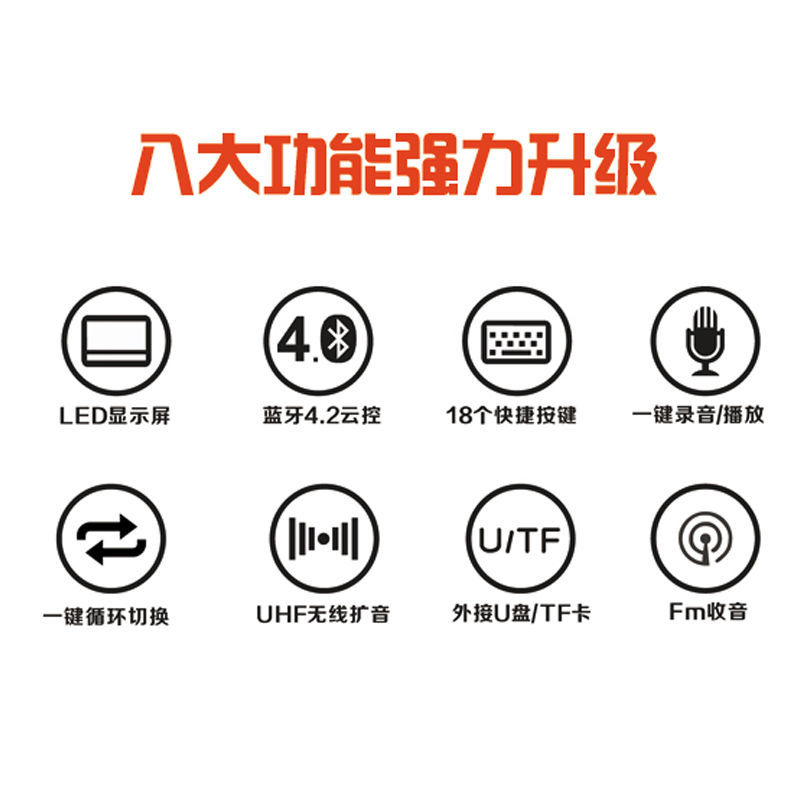 八大功能强力升级
4.0
LED显示屏
蓝牙4.2云控
18个快捷按键
一键录音/播放
U/TF
一键循环切换
UHF无线扩音
外接U盘/TF卡
Fm收音